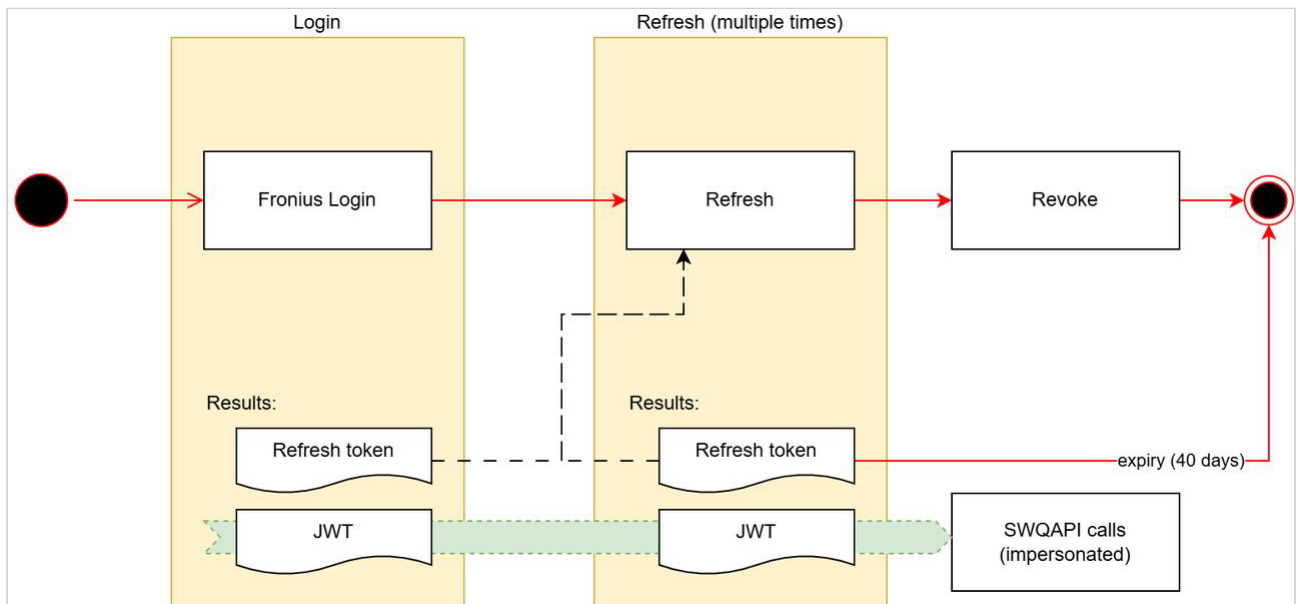 Login
Refresh (multiple times)
Fronius Login
Refresh
Revoke
Results:
Results:
Refresh token
Refresh token
expiry (40 days)
JWT
JWT
SWQAPI calls
(impersonated)